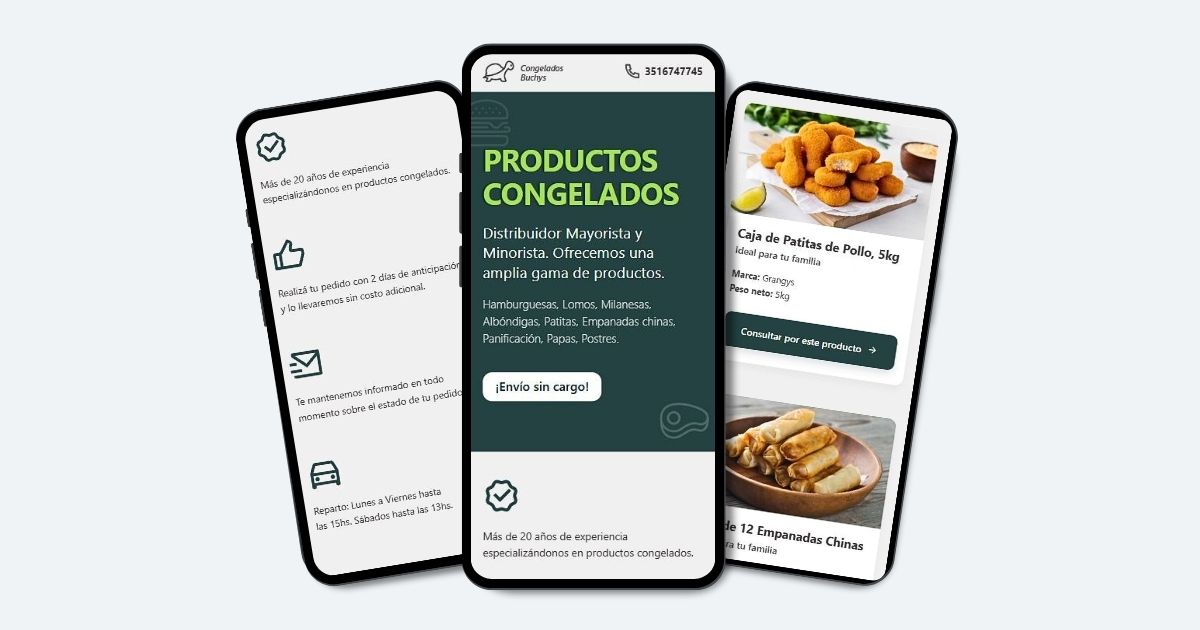 Más de 20 años de experiencia
especializándonos en productos congelados.
Realizá tu pedido con 2 días de anticipación
y lo llevaremos sin costo adicional.
Te mantenemos informado en todo
momento sobre el estado de tu pedido
Reparto: Lunes a Viernes hasta
las 15hs. Sábados hasta las 13hs.
Congelados
Buchys
3516747745
PRODUCTOS
CONGELADOS
Distribuidor Mayorista y
Minorista. Ofrecemos una
amplia gama de productos.
Hamburguesas, Lomos, Milanesas,
Albóndigas, Patitas, Empanadas chinas,
Panificación, Papas, Postres.
¡Envío sin cargo!
Más de 20 años de experiencia
especializándonos en productos congelados.
Caja de Patitas de Pollo, 5kg
Ideal para tu familia
Marca: Grangys
Peso neto: 5kg
Consultar por este producto →
de 12 Empanadas Chinas
ra tu familia